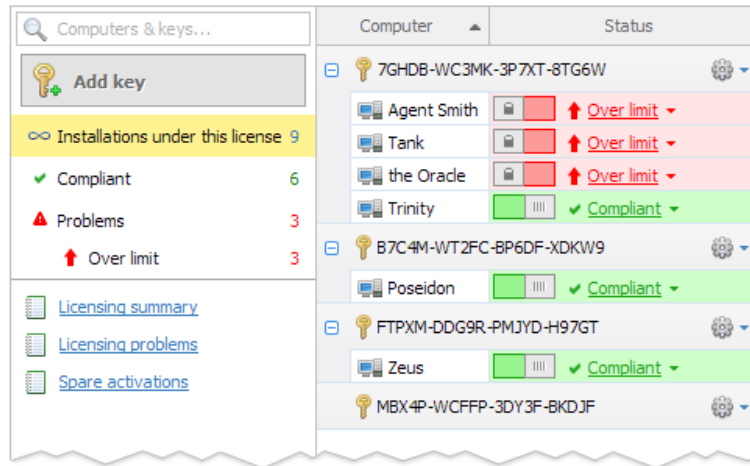 Computers & keys...
Add key
Installations under this license 9
Compliant 6
Problems 3
Over limit 3
Licensing summary
Licensing problems
Spare activations
Computer Status
7GHDB-WC3MK-3P7XT-8TG6W
Agent Smith Over limit
Tank Over limit
the Oracle Over limit
Trinity Compliant
B7C4M-WT2FC-BP6DF-XDKW9
Poseidon Compliant
FTPXM-DDG9R-PMJYD-H97GT
Zeus Compliant
MBX4P-WCFFP-3DY3F-BKDJF